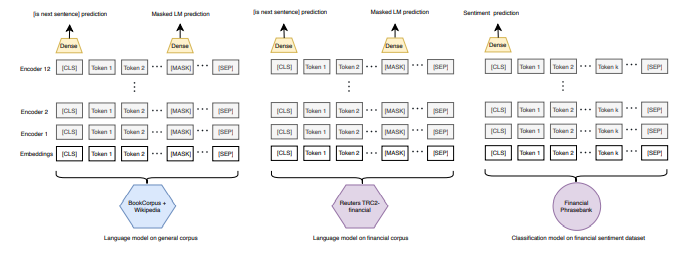 [is next sentence] prediction
Masked LM prediction
Dense
Dense
Encoder 12 [CLS] Token 1 Token 2 ... [MASK] ... [SEP]
Encoder 2 [CLS] Token 1 Token 2 ... [MASK] ... [SEP]
Encoder 1 [CLS] Token 1 Token 2 ... [MASK] ... [SEP]
Embeddings [CLS] Token 1 Token 2 ... [MASK] ... [SEP]
BookCorpus +
Wikipedia
Language model on general corpus
[is next sentence] prediction
Masked LM prediction
Dense
Dense
[CLS] Token 1 Token 2 ... [MASK] ... [SEP]
[CLS] Token 1 Token 2 ... [MASK] ... [SEP]
[CLS] Token 1 Token 2 ... [MASK] ... [SEP]
[CLS] Token 1 Token 2 ... [MASK] ... [SEP]
Reuters TRC2-
financial
Language model on financial corpus
Sentiment prediction
Dense
[CLS] Token 1 Token 2 ... Token k ... [SEP]
[CLS] Token 1 Token 2 ... Token k ... [SEP]
[CLS] Token 1 Token 2 ... Token k ... [SEP]
[CLS] Token 1 Token 2 ... Token k ... [SEP]
Financial
Phrasebank
Classification model on financial sentiment dataset